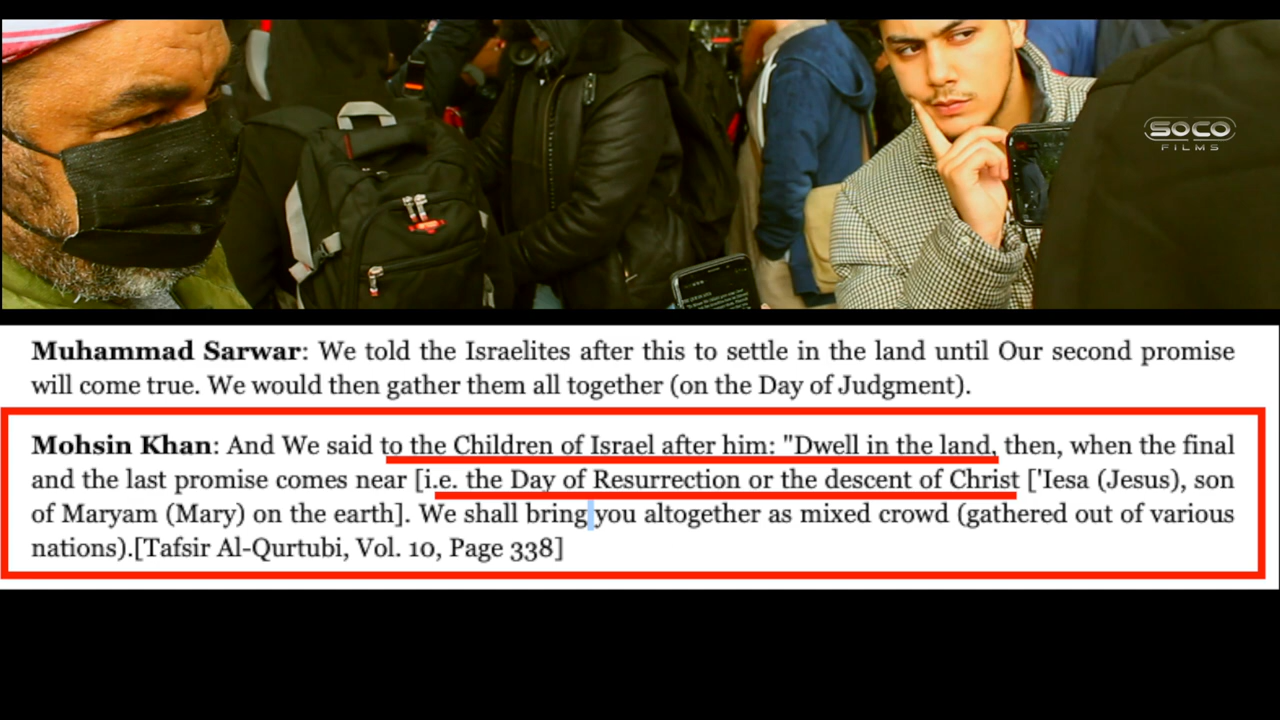 SOCO
FILMS
Muhammad Sarwar: We told the Israelites after this to settle in the land until Our second promise
will come true. We would then gather them all together (on the Day of Judgment).
Mohsin Khan: And We said to the Children of Israel after him: "Dwell in the land, then, when the final
and the last promise comes near [i.e. the Day of Resurrection or the descent of Christ ['Iesa (Jesus), son
of Maryam (Mary) on the earth]. We shall bring you altogether as mixed crowd (gathered out of various
nations).[Tafsir Al-Qurtubi, Vol. 10, Page 338]